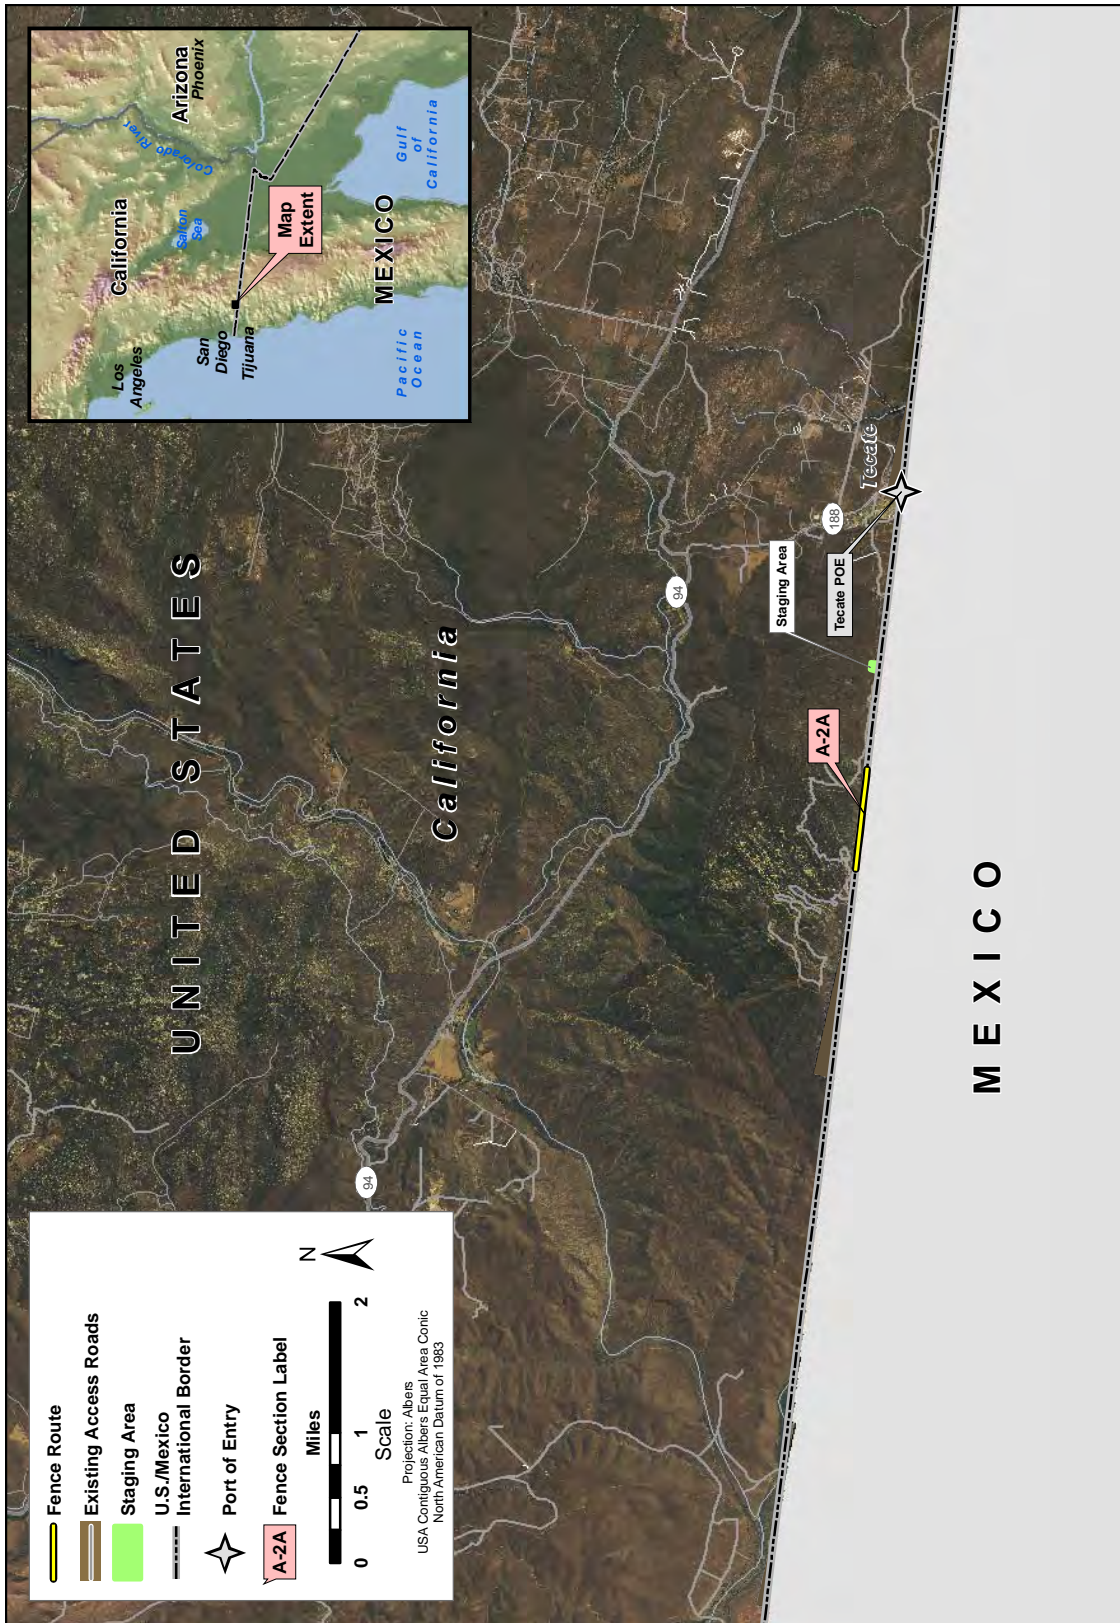 UNITED STATES
California
MEXICO
94
94
188
Tecate
Staging Area
Tecate POE
A-2A
Fence Route
Existing Access Roads
Staging Area
U.S./Mexico
International Border
Port of Entry
A-2A
Fence Section Label
Miles
0
0.5
1
2
Scale
N
Projection: Albers
USA Contiguous Albers Equal Area Conic
North American Datum of 1983
California
Arizona
Phoenix
Colorado River
Los
Angeles
Salton
Sea
San
Diego
Tijuana
Map
Extent
MEXICO
Pacific
Ocean
Gulf
of
California